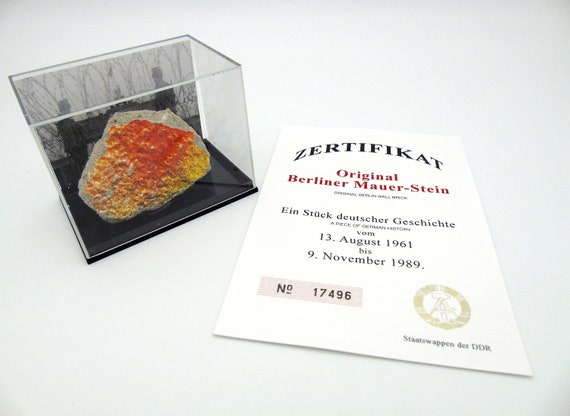 ZERTIFIKAT
Original
Berliner Mauer-Stein
ORIGINAL BERLIN WALL BRICK
Ein Stück deutscher Geschichte
A PIECE OF GERMAN HISTORY
vom
13. August 1961
bis
9. November 1989.
No 17496
Staatswappen der DDR